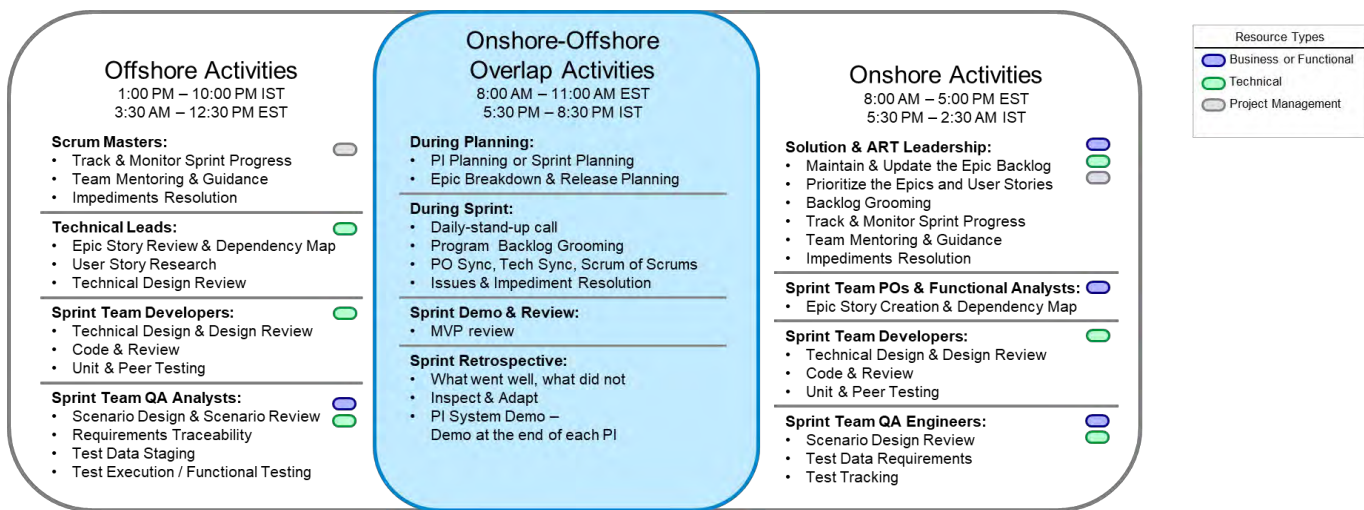 Offshore Activities
1:00 PM – 10:00 PM IST
3:30 AM – 12:30 PM EST
Scrum Masters:
• Track & Monitor Sprint Progress
• Team Mentoring & Guidance
• Impediments Resolution
Technical Leads:
• Epic Story Review & Dependency Map
• User Story Research
• Technical Design Review
Sprint Team Developers:
• Technical Design & Design Review
• Code & Review
• Unit & Peer Testing
Sprint Team QA Analysts:
• Scenario Design & Scenario Review
• Requirements Traceability
• Test Data Staging
• Test Execution / Functional Testing
Onshore-Offshore
Overlap Activities
8:00 AM – 11:00 AM EST
5:30 PM – 8:30 PM IST
During Planning:
• PI Planning or Sprint Planning
• Epic Breakdown & Release Planning
During Sprint:
• Daily-stand-up call
• Program Backlog Grooming
• PO Sync, Tech Sync, Scrum of Scrums
• Issues & Impediment Resolution
Sprint Demo & Review:
• MVP review
Sprint Retrospective:
• What went well, what did not
• Inspect & Adapt
• PI System Demo –
Demo at the end of each PI
Onshore Activities
8:00 AM – 5:00 PM EST
5:30 PM – 2:30 AM IST
Solution & ART Leadership:
• Maintain & Update the Epic Backlog
• Prioritize the Epics and User Stories
• Backlog Grooming
• Track & Monitor Sprint Progress
• Team Mentoring & Guidance
• Impediments Resolution
Sprint Team POs & Functional Analysts:
• Epic Story Creation & Dependency Map
Sprint Team Developers:
• Technical Design & Design Review
• Code & Review
• Unit & Peer Testing
Sprint Team QA Engineers:
• Scenario Design Review
• Test Data Requirements
• Test Tracking
Resource Types
Business or Functional
Technical
Project Management